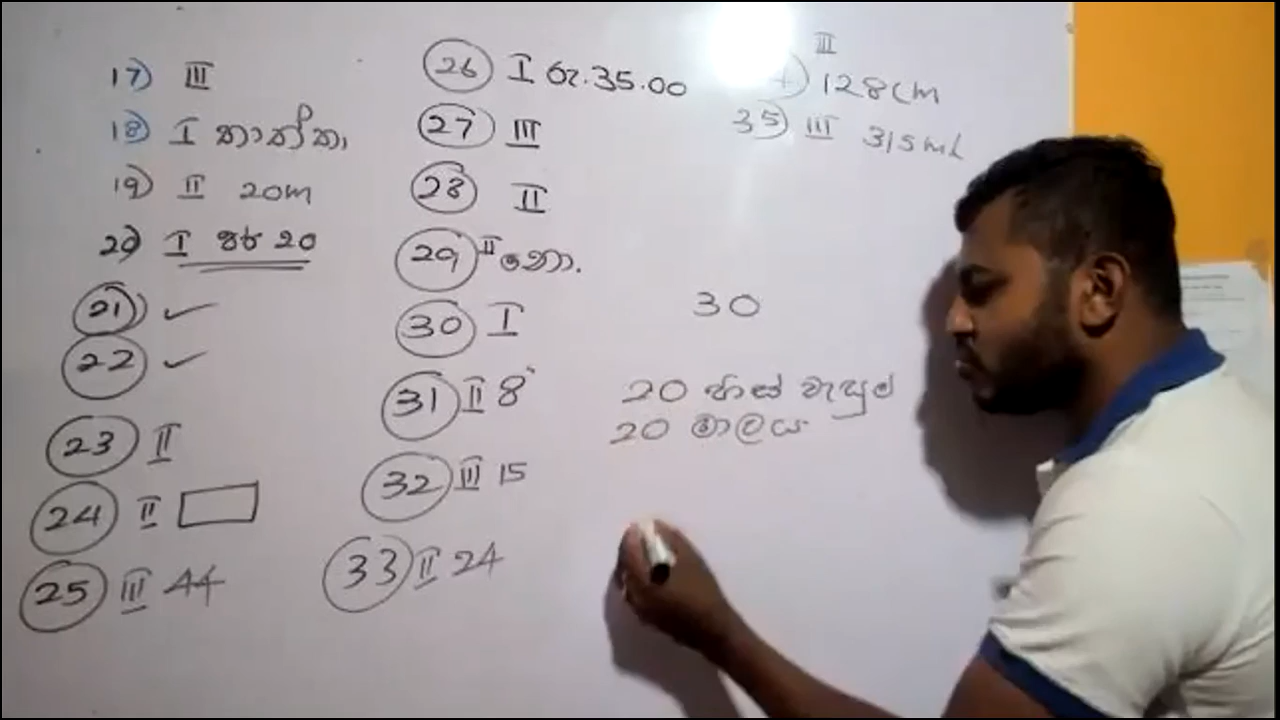 17) III
18) I කාත්කා
19) II 20m
20) I පැර 20
21)
22)
23) II
24) II
25) III 44
26 I රු.35.00
27) III
28 II
29 II නො.
30 I
31 II 8
32 III 15
33 II 24
III
128cm
35) III 315ml
30
20 හිස් වැසුම්
20 මාලය